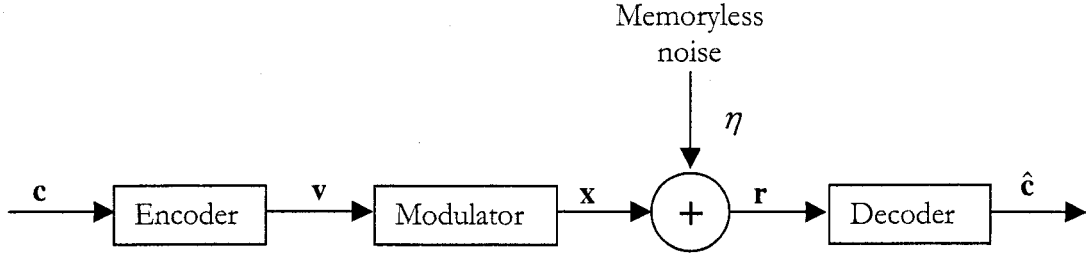 Memoryless
noise
η
c
Encoder
v
Modulator
x
+
r
Decoder
ĉ